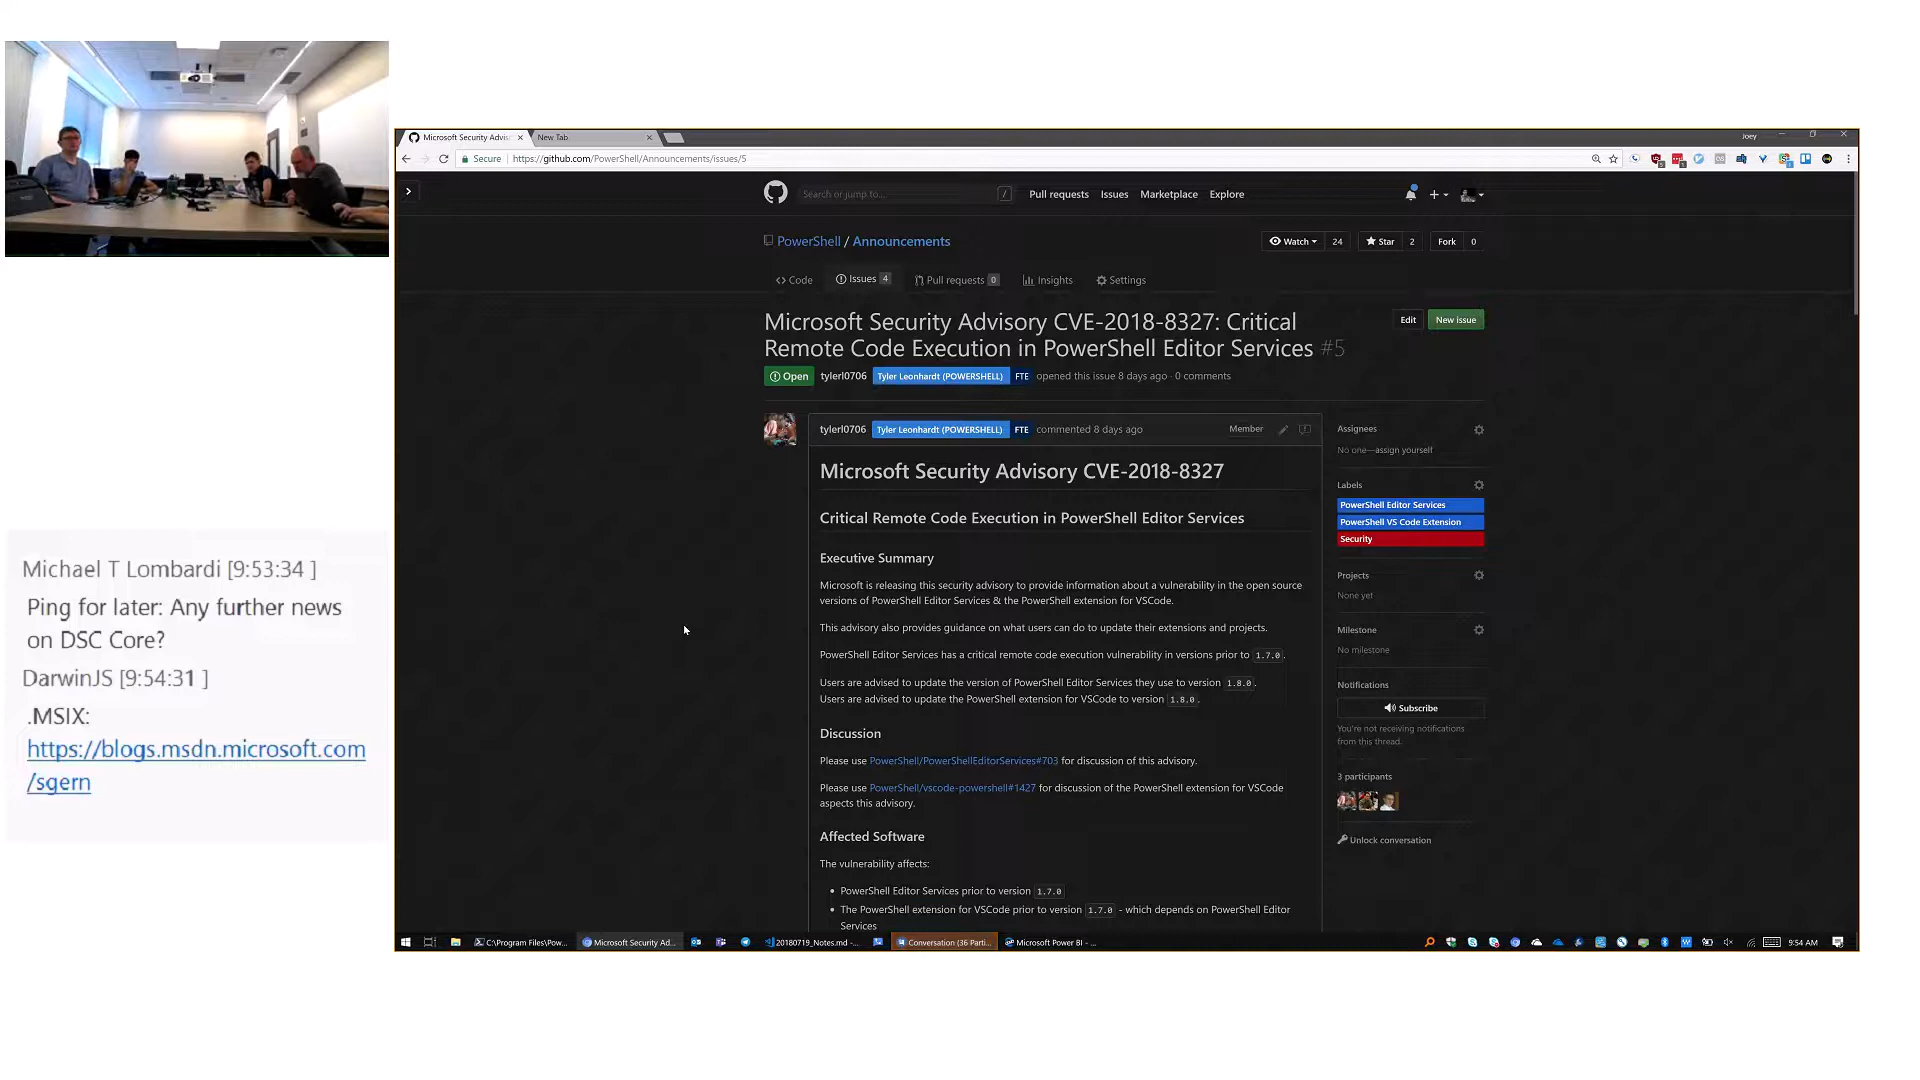 Michael T Lombardi [9:53:34 ]
Ping for later: Any further news
on DSC Core?
DarwinJS [9:54:31 ]
.MSIX:
https://blogs.msdn.microsoft.com
/sgern
Microsoft Security Advis
New Tab
Joey
Secure
https://github.com/PowerShell/Announcements/issues/5
Search or jump to...
/
Pull requests
Issues
Marketplace
Explore
PowerShell / Announcements
Watch 24
Star 2
Fork 0
Code
Issues 4
Pull requests 0
Insights
Settings
Microsoft Security Advisory CVE-2018-8327: Critical
Remote Code Execution in PowerShell Editor Services #5
Edit
New issue
Open
tylerl0706 Tyler Leonhardt (POWERSHELL) FTE opened this issue 8 days ago · 0 comments
tylerl0706 Tyler Leonhardt (POWERSHELL) FTE commented 8 days ago
Member
Microsoft Security Advisory CVE-2018-8327
Critical Remote Code Execution in PowerShell Editor Services
Executive Summary
Microsoft is releasing this security advisory to provide information about a vulnerability in the open source
versions of PowerShell Editor Services & the PowerShell extension for VSCode.
This advisory also provides guidance on what users can do to update their extensions and projects.
PowerShell Editor Services has a critical remote code execution vulnerability in versions prior to 1.7.0.
Users are advised to update the version of PowerShell Editor Services they use to version 1.8.0.
Users are advised to update the PowerShell extension for VSCode to version 1.8.0.
Discussion
Please use PowerShell/PowerShellEditorServices#703 for discussion of this advisory.
Please use PowerShell/vscode-powershell#1427 for discussion of the PowerShell extension for VSCode
aspects this advisory.
Affected Software
The vulnerability affects:
• PowerShell Editor Services prior to version 1.7.0
• The PowerShell extension for VSCode prior to version 1.7.0 - which depends on PowerShell Editor
Services
Assignees
No one—assign yourself
Labels
PowerShell Editor Services
PowerShell VS Code Extension
Security
Projects
None yet
Milestone
No milestone
Notifications
Subscribe
You're not receiving notifications
from this thread.
3 participants
Unlock conversation
C:\Program Files\Pow...
Microsoft Security Ad...
20180719_Notes.md -...
Conversation (36 Parti...
Microsoft Power BI - ...
9:54 AM